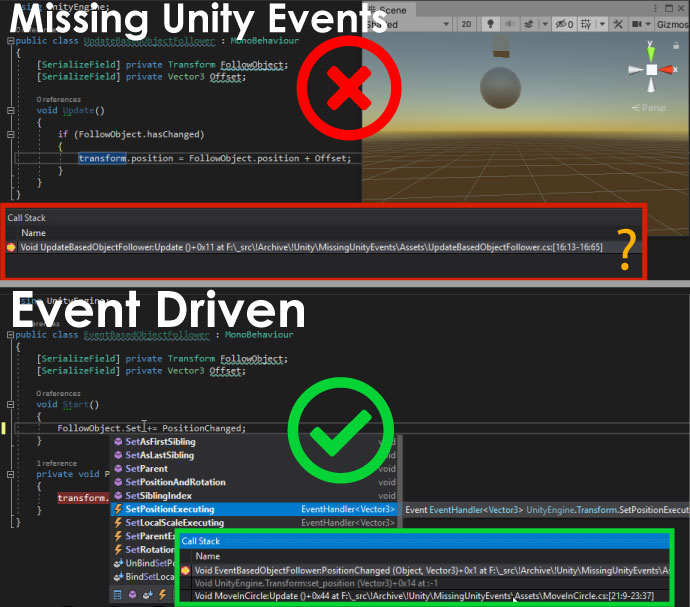 Missing Unity Events
using UnityEngine;
Scene
Shaded
2D
0
public class UpdateBasedObjectFollower : MonoBehaviour
{
[SerializeField] private Transform FollowObject;
[SerializeField] private Vector3 Offset;
y
x
Persp
0 references
void Update()
{
if (FollowObject.hasChanged)
{
transform.position = FollowObject.position + Offset;
}
}
}
Call Stack
Name
Void UpdateBasedObjectFollower:Update ()+0x11 at F:\_src\!Archive\!Unity\MissingUnityEvents\Assets\UpdateBasedObjectFollower.cs:[16:13-16:65]
?
Event Driven
using UnityEngine;
public class EventBasedObjectFollower : MonoBehaviour
{
[SerializeField] private Transform FollowObject;
[SerializeField] private Vector3 Offset;
0 references
void Start()
{
FollowObject.Set += PositionChanged;
}
SetAsFirstSibling void
SetAsLastSibling void
1 reference
SetParent void
private void P
SetPositionAndRotation void
{
SetSiblingIndex void
transform.
SetPositionExecuting EventHandler<Vector3>
Event EventHandler<Vector3> UnityEngine.Transform.SetPositionExecut
}
SetLocalScaleExecuting EventHandler<Vector3>
}
SetParentEx
SetRotation
UnBindSetPo
BindSetLoca
Call Stack
Name
Void EventBasedObjectFollower:PositionChanged (Object, Vector3)+0x1 at F:\_src\!Archive\!Unity\MissingUnityEvents\As
Void UnityEngine.Transform:set_position (Vector3)+0x14 at :-1
Void MoveInCircle:Update ()+0x44 at F:\_src\!Archive\!Unity\MissingUnityEvents\Assets\MoveInCircle.cs:[21:9-23:37]